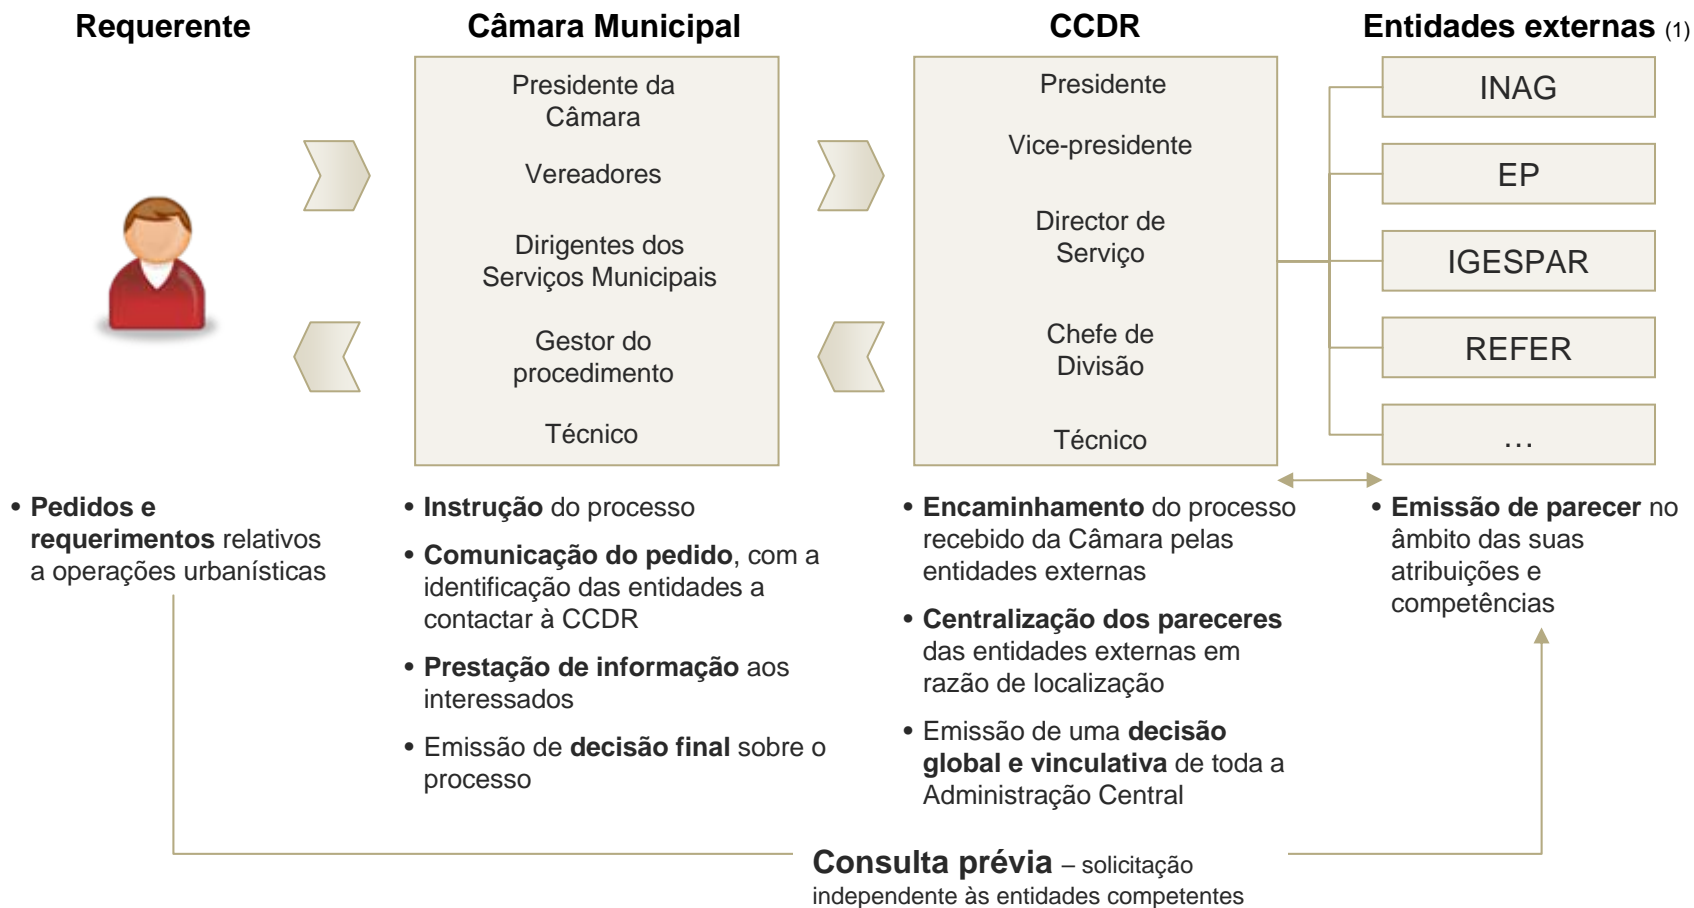 Requerente
Câmara Municipal
CCDR
Entidades externas (1)
Presidente da
Câmara
Vereadores
Dirigentes dos
Serviços Municipais
Gestor do
procedimento
Técnico
Presidente
Vice-presidente
Director de
Serviço
Chefe de
Divisão
Técnico
INAG
EP
IGESPAR
REFER
…
• Pedidos e
requerimentos relativos
a operações urbanísticas
• Instrução do processo
• Comunicação do pedido, com a
identificação das entidades a
contactar à CCDR
• Prestação de informação aos
interessados
• Emissão de decisão final sobre o
processo
• Encaminhamento do processo
recebido da Câmara pelas
entidades externas
• Centralização dos pareceres
das entidades externas em
razão de localização
• Emissão de uma decisão
global e vinculativa de toda a
Administração Central
• Emissão de parecer no
âmbito das suas
atribuições e
competências
Consulta prévia – solicitação
independente às entidades competentes